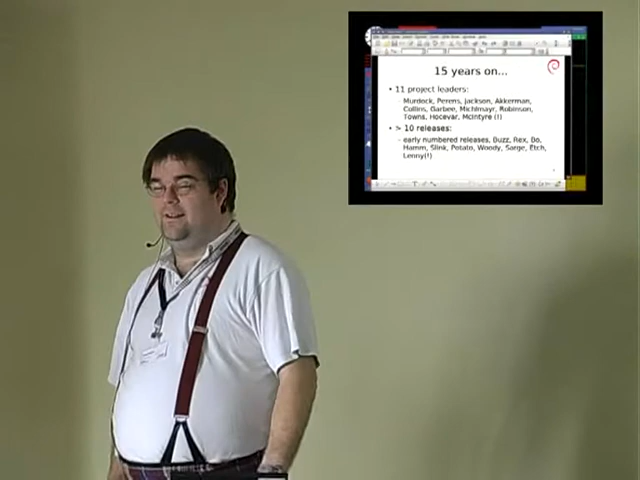 15 years on...
• 11 project leaders:
– Murdock, Perens, Jackson, Akkerman,
Collins, Garbee, Michlmayr, Robinson,
Towns, Hocevar, McIntyre (!)
• > 10 releases:
– early numbered releases, Buzz, Rex, Bo,
Hamm, Slink, Potato, Woody, Sarge, Etch,
Lenny(!)